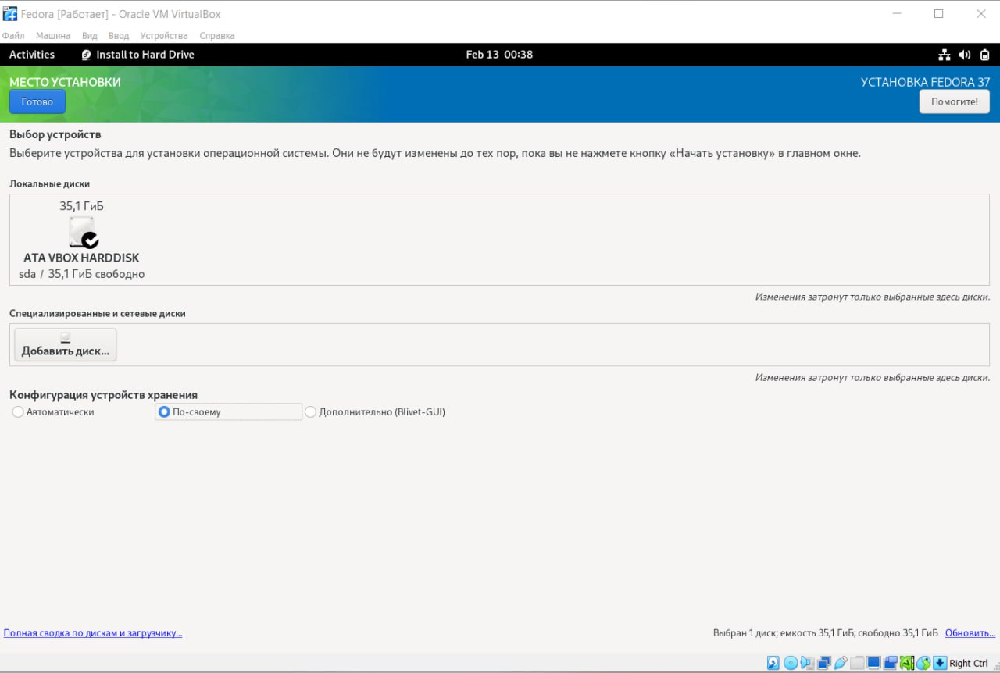 Fedora [Работает] - Oracle VM VirtualBox
Файл Машина Вид Ввод Устройства Справка
Activities Install to Hard Drive Feb 13 00:38
МЕСТО УСТАНОВКИ УСТАНОВКА FEDORA 37
Готово Помогите!
Выбор устройств
Выберите устройства для установки операционной системы. Они не будут изменены до тех пор, пока вы не нажмете кнопку «Начать установку» в главном окне.
Локальные диски
35,1 ГиБ
ATA VBOX HARDDISK
sda / 35,1 ГиБ свободно
Изменения затронут только выбранные здесь диски.
Специализированные и сетевые диски
Добавить диск...
Изменения затронут только выбранные здесь диски.
Конфигурация устройств хранения
Автоматически По-своему Дополнительно (Blivet-GUI)
Полная сводка по дискам и загрузчику... Выбран 1 диск; емкость 35,1 ГиБ; свободно 35,1 ГиБ Обновить...
Right Ctrl